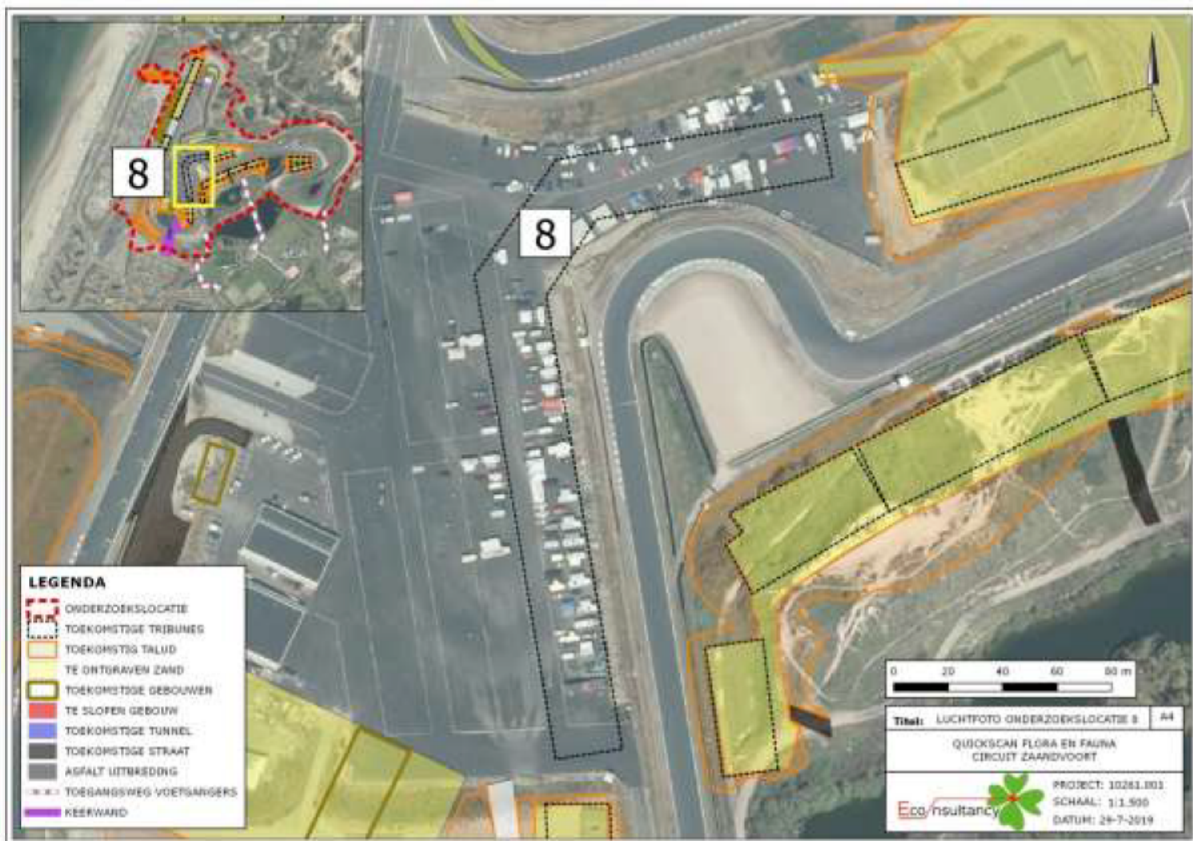 8
8
LEGENDA
ONDERZOEKSLOCATIE
TOEKOMSTIGE TRIBUNES
TOEKOMSTIG TALUD
TE ONTGRAVEN ZAND
TOEKOMSTIGE GEBOUWEN
TE SLOPEN GEBOUW
TOEKOMSTIGE TUNNEL
TOEKOMSTIGE STRAAT
ASFALT UITBREIDING
TOEGANGSWEG VOETGANGERS
KEERWAND
0 20 40 60 80 m
Titel: LUCHTFOTO ONDERZOEKSLOCATIE 8 A4
QUICKSCAN FLORA EN FAUNA
CIRCUIT ZAANDVOORT
Econsultancy
PROJECT: 10261.001
SCHAAL: 1:1.500
DATUM: 29-7-2019